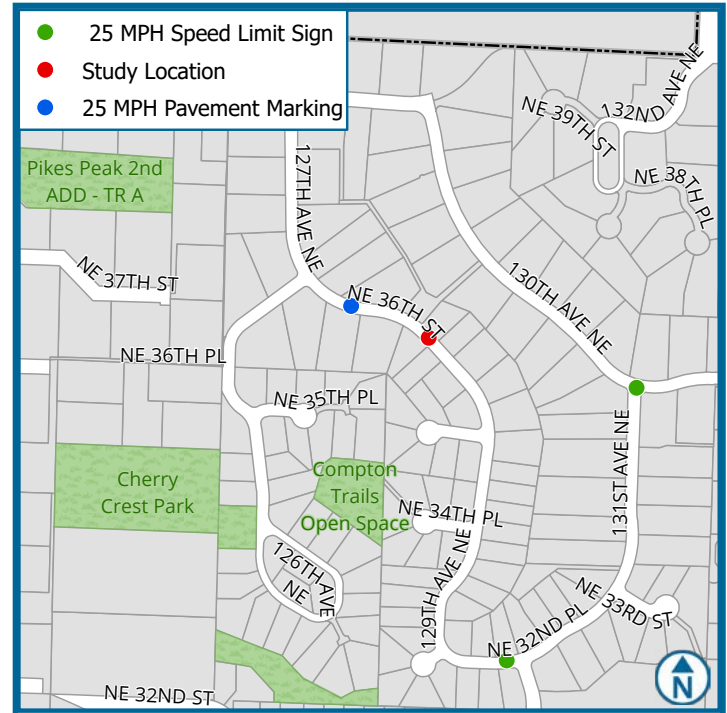 25 MPH Speed Limit Sign
Study Location
25 MPH Pavement Marking
132ND AVE NE
NE 39TH ST
NE 38TH PL
Pikes Peak 2nd
ADD - TR A
127TH AVE NE
NE 37TH ST
NE 36TH ST
130TH AVE NE
NE 36TH PL
NE 35TH PL
131ST AVE NE
Cherry
Crest Park
Compton
Trails
Open Space
NE 34TH PL
126TH AVE
NE
129TH AVE NE
NE 33RD ST
NE 32ND PL
NE 32ND ST
N